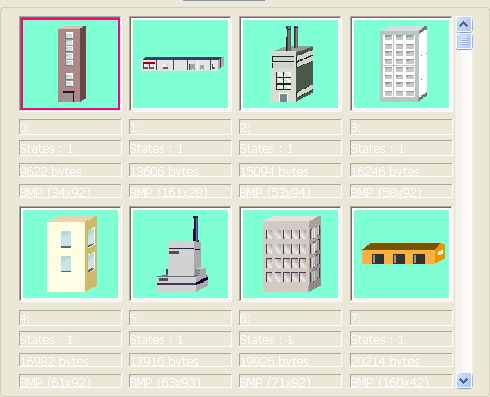 0: 1: 2: 3:
States : 1 States : 1 States : 1 States : 1
9622 bytes 13606 bytes 15094 bytes 16246 bytes
BMP (34x92) BMP (161x28) BMP (53x94) BMP (58x92)
4: 5: 6: 7:
States : 1 States : 1 States : 1 States : 1
16982 bytes 17910 bytes 19926 bytes 20214 bytes
BMP (61x92) BMP (63x93) BMP (71x92) BMP (160x42)